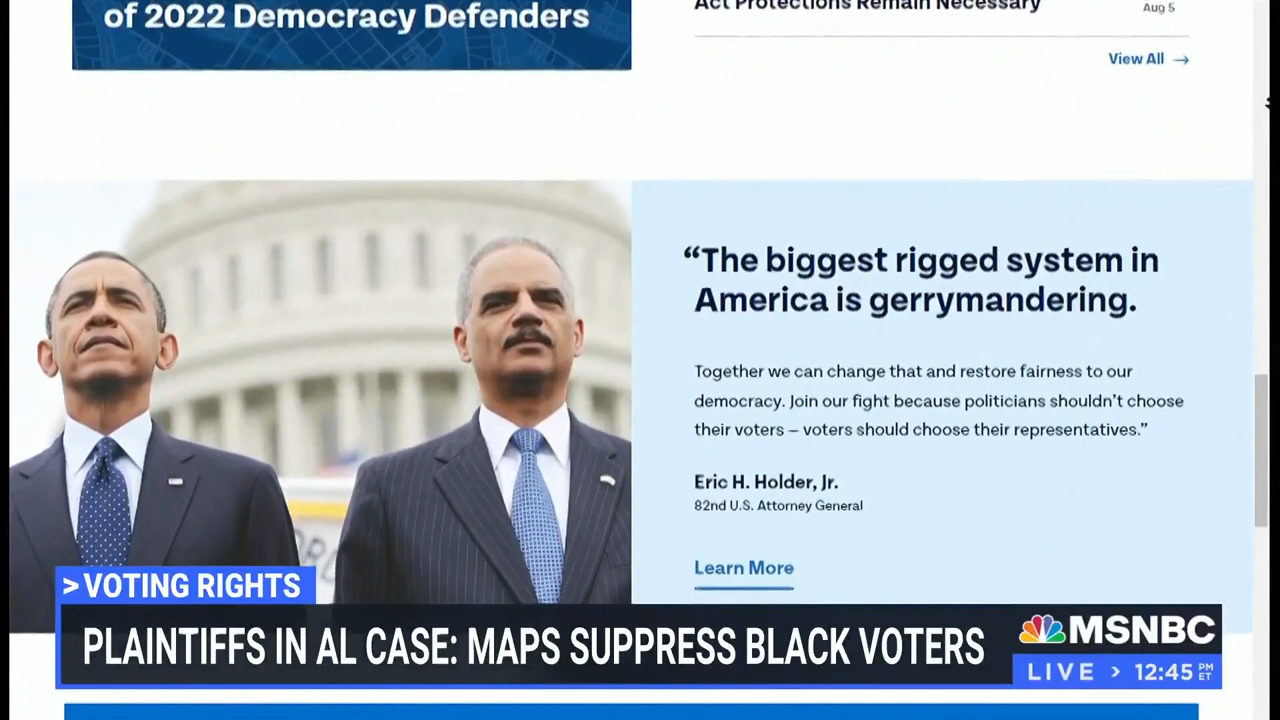 of 2022 Democracy Defenders
Act Protections Remain Necessary
Aug 5
View All →
“The biggest rigged system in
America is gerrymandering.
Together we can change that and restore fairness to our
democracy. Join our fight because politicians shouldn’t choose
their voters – voters should choose their representatives.”
Eric H. Holder, Jr.
82nd U.S. Attorney General
Learn More
> VOTING RIGHTS
PLAINTIFFS IN AL CASE: MAPS SUPPRESS BLACK VOTERS
MSNBC
LIVE > 12:45 PM ET